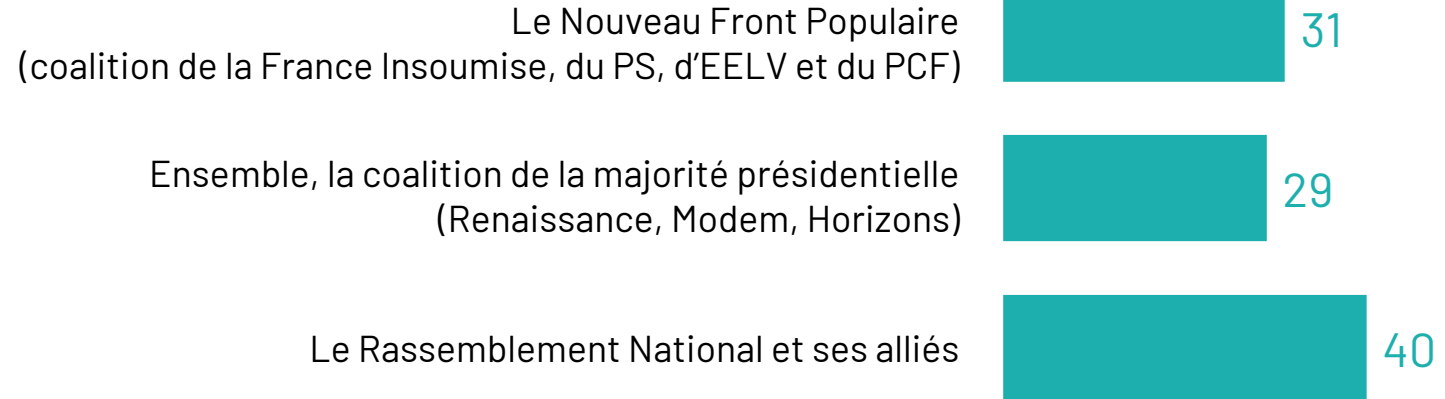 Le Nouveau Front Populaire
(coalition de la France Insoumise, du PS, d’EELV et du PCF)
31
Ensemble, la coalition de la majorité présidentielle
(Renaissance, Modem, Horizons)
29
Le Rassemblement National et ses alliés
40